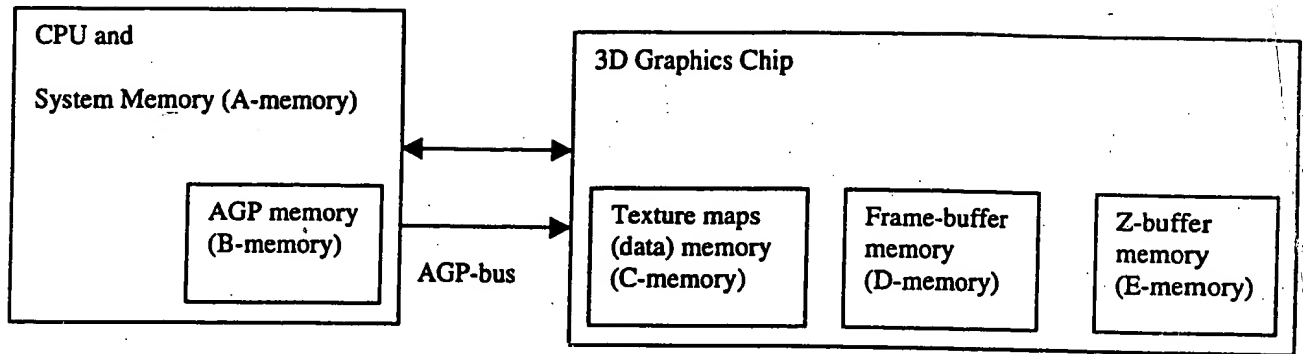 CPU and
System Memory (A-memory)
AGP memory
(B-memory)
AGP-bus
3D Graphics Chip
Texture maps
(data) memory
(C-memory)
Frame-buffer
memory
(D-memory)
Z-buffer
memory
(E-memory)